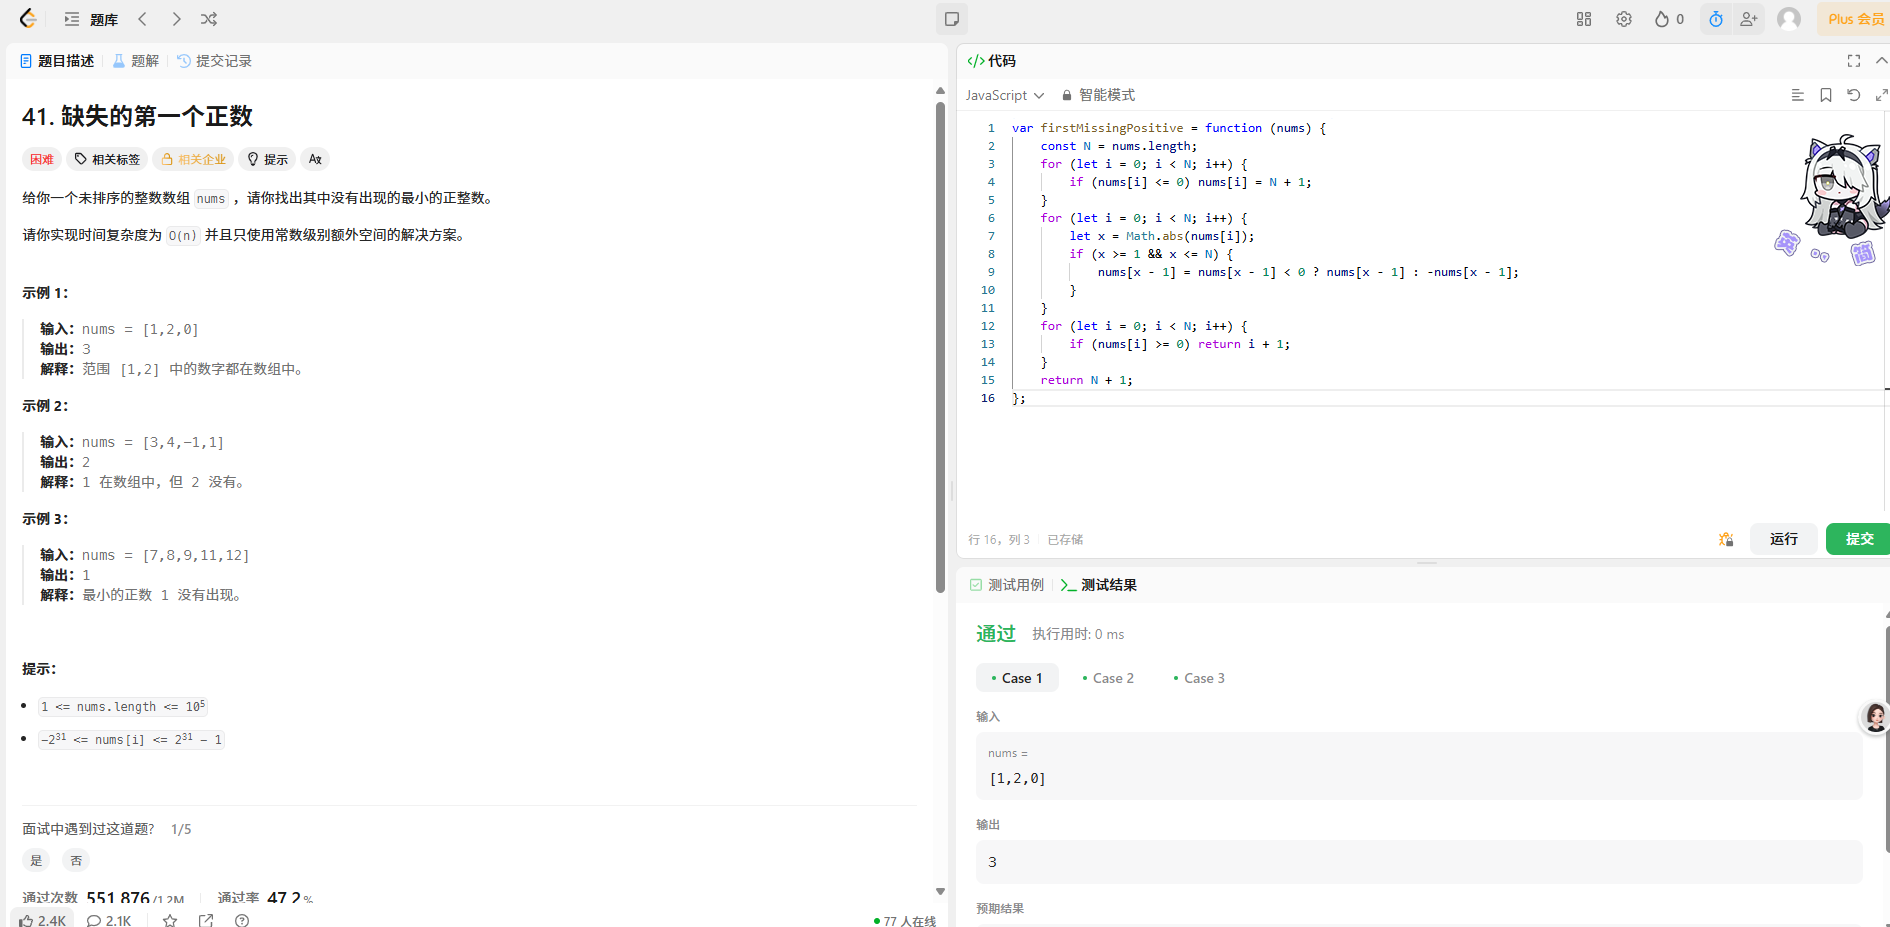 题库
0
Plus 会员
题目描述
题解
提交记录
41. 缺失的第一个正数
困难 相关标签 相关企业 提示
给你一个未排序的整数数组 nums ，请你找出其中没有出现的最小的正整数。
请你实现时间复杂度为 O(n) 并且只使用常数级别额外空间的解决方案。
示例 1：
输入：nums = [1,2,0]
输出：3
解释：范围 [1,2] 中的数字都在数组中。
示例 2：
输入：nums = [3,4,-1,1]
输出：2
解释：1 在数组中，但 2 没有。
示例 3：
输入：nums = [7,8,9,11,12]
输出：1
解释：最小的正数 1 没有出现。
提示：
1 <= nums.length <= 10⁵
-2³¹ <= nums[i] <= 2³¹ - 1
面试中遇到过这道题? 1/5
是 否
通过次数 551,876/1.2M 通过率 47.2%
2.4K 2.1K
77 人在线
代码
JavaScript 智能模式
1 var firstMissingPositive = function (nums) {
2 const N = nums.length;
3 for (let i = 0; i < N; i++) {
4 if (nums[i] <= 0) nums[i] = N + 1;
5 }
6 for (let i = 0; i < N; i++) {
7 let x = Math.abs(nums[i]);
8 if (x >= 1 && x <= N) {
9 nums[x - 1] = nums[x - 1] < 0 ? nums[x - 1] : -nums[x - 1];
10 }
11 }
12 for (let i = 0; i < N; i++) {
13 if (nums[i] >= 0) return i + 1;
14 }
15 return N + 1;
16 };
英 简
行 16，列 3 已存储
运行 提交
测试用例 测试结果
通过 执行用时: 0 ms
Case 1 Case 2 Case 3
输入
nums =
[1,2,0]
输出
3
预期结果